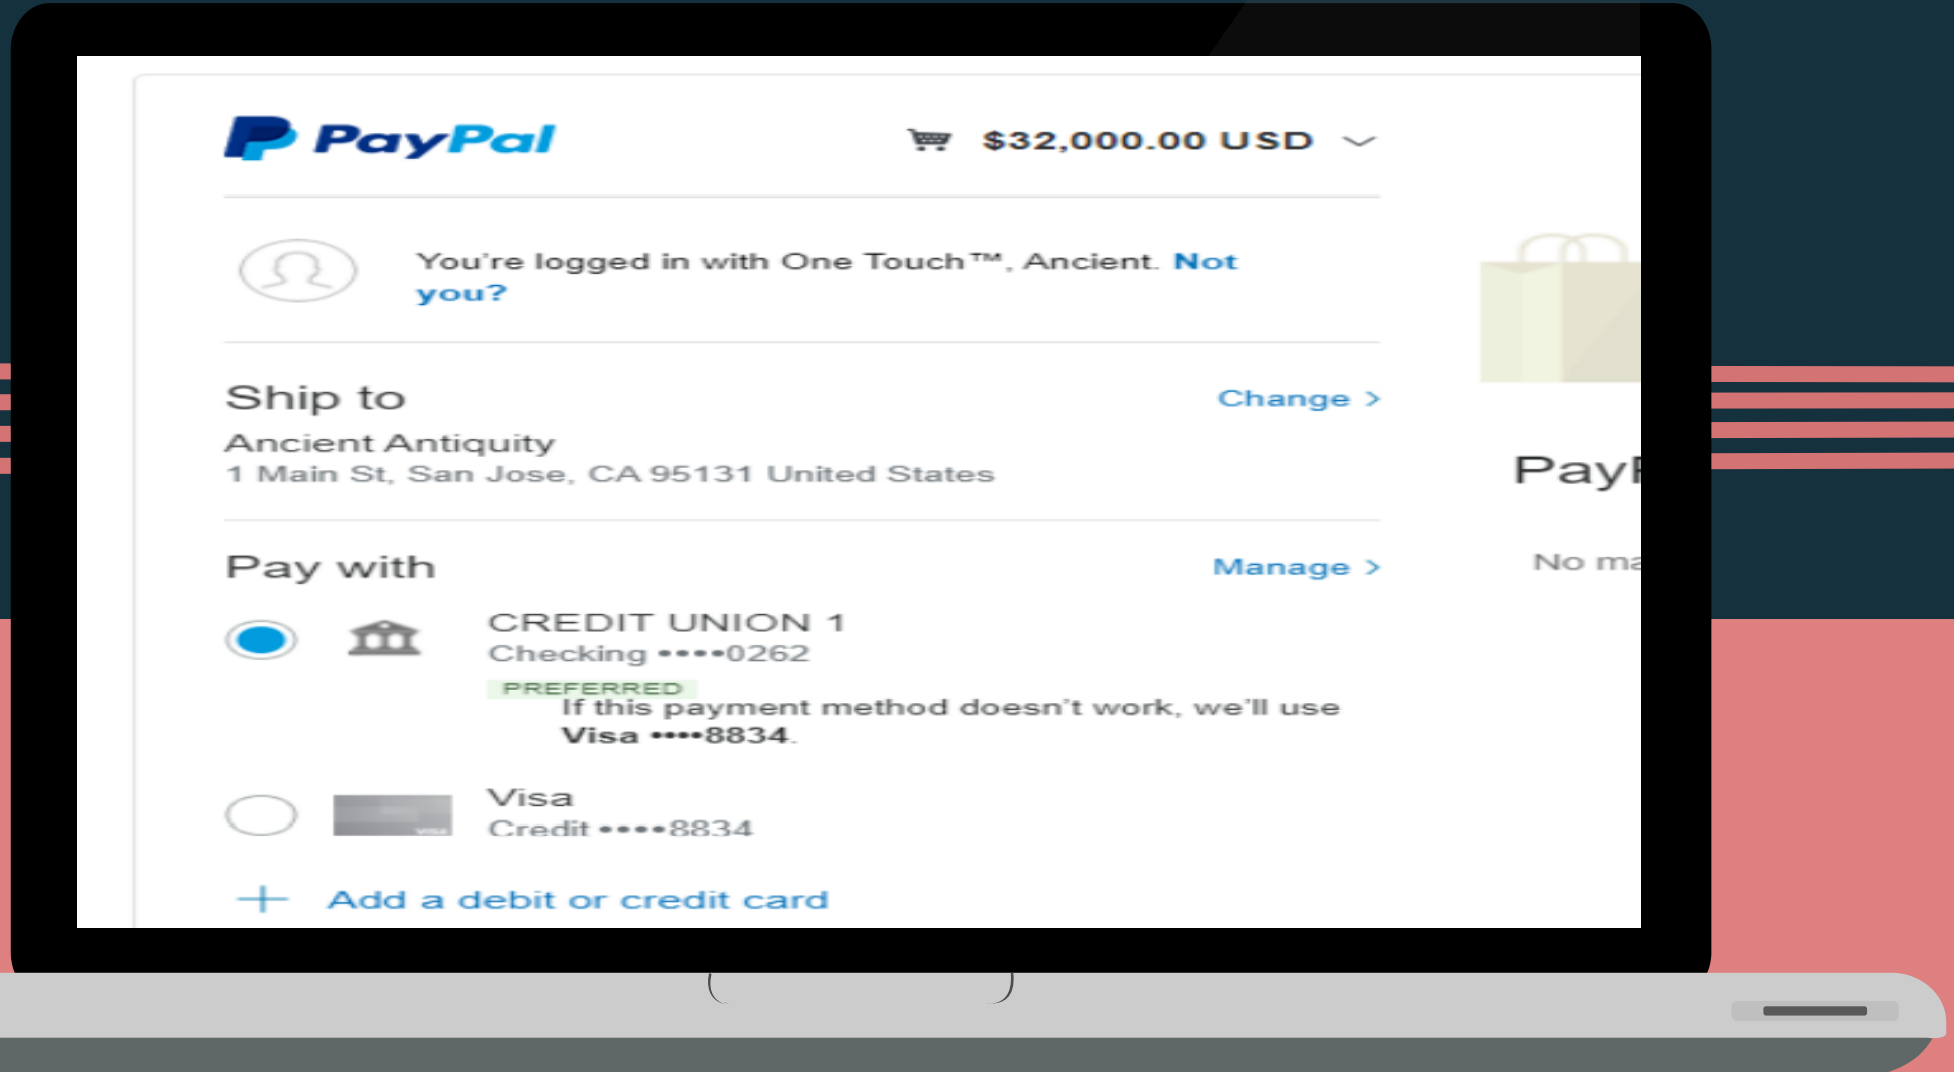 PayPal
$32,000.00 USD
You're logged in with One Touch™, Ancient. Not
you?
Ship to
Change >
Ancient Antiquity
1 Main St, San Jose, CA 95131 United States
Pay with
Manage >
CREDIT UNION 1
Checking ••••0262
PREFERRED
If this payment method doesn't work, we'll use
Visa ••••8834.
Visa
Credit ••••8834
VISA
Add a debit or credit card
No